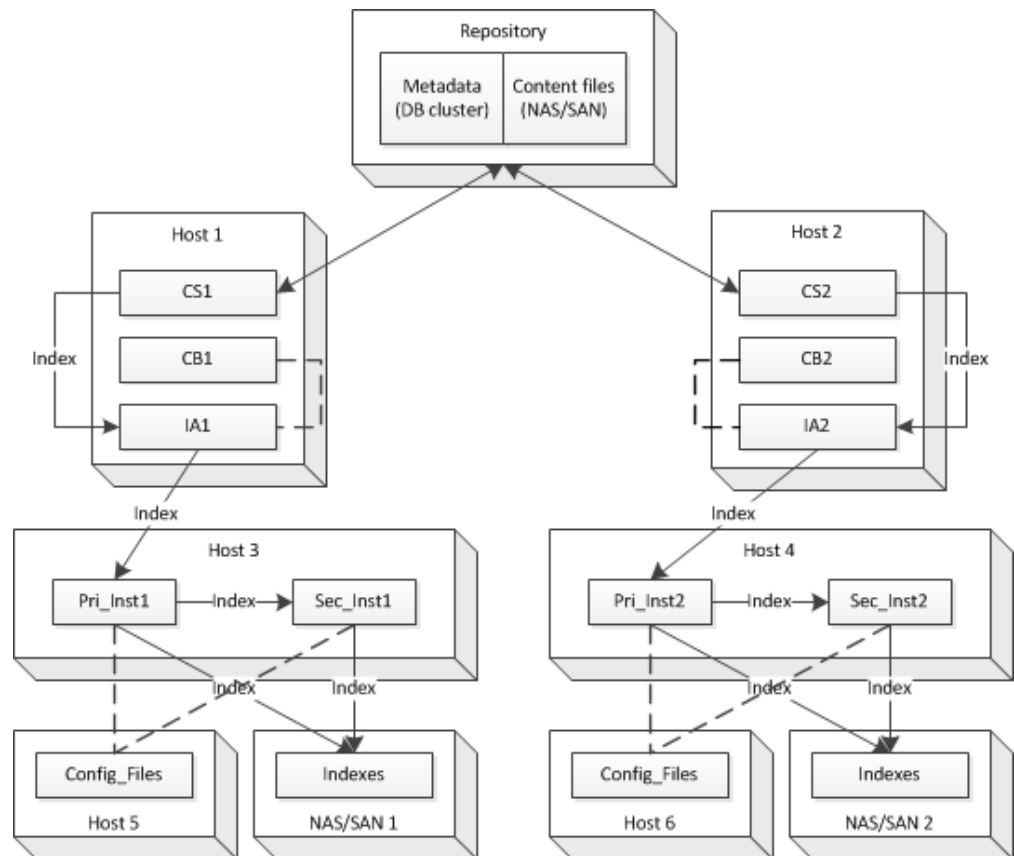 Repository
Metadata
(DB cluster)
Content files
(NAS/SAN)
Host 1
CS1
Index
CB1
IA1
Host 2
CS2
CB2
Index
IA2
Index
Index
Host 3
Pri_Inst1
Index
Sec_Inst1
Index
Index
Host 4
Pri_Inst2
Index
Sec_Inst2
Index
Index
Config_Files
Host 5
Indexes
NAS/SAN 1
Config_Files
Host 6
Indexes
NAS/SAN 2